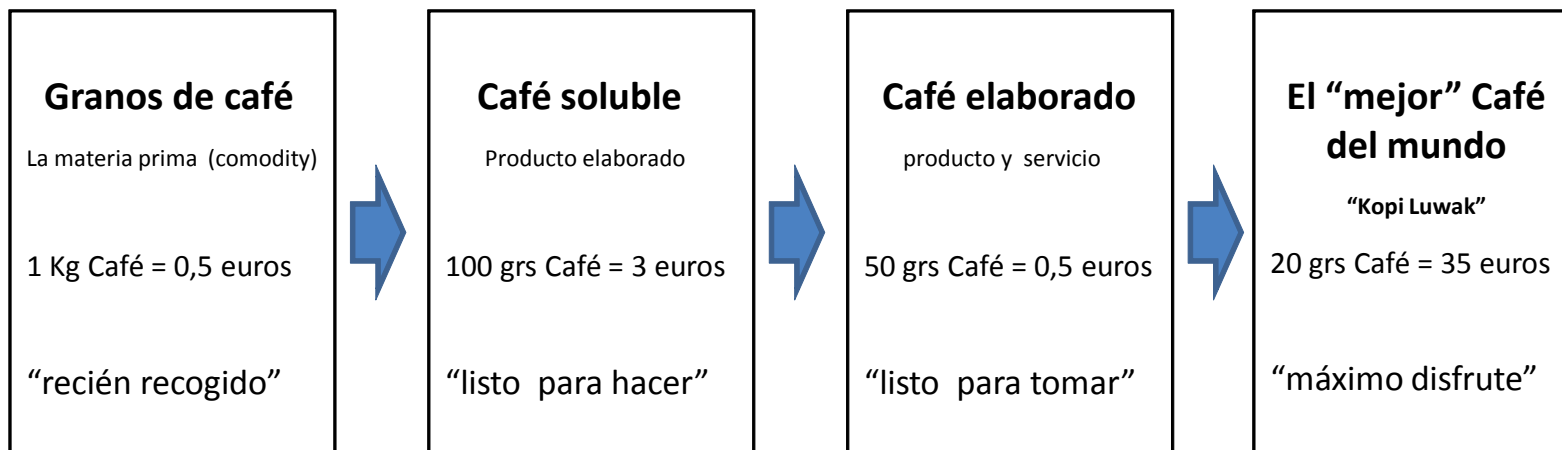 Granos de café
La materia prima (comodity)
1 Kg Café = 0,5 euros
“recién recogido”
Café soluble
Producto elaborado
100 grs Café = 3 euros
“listo para hacer”
Café elaborado
producto y servicio
50 grs Café = 0,5 euros
“listo para tomar”
El “mejor” Café
del mundo
“Kopi Luwak”
20 grs Café = 35 euros
“máximo disfrute”